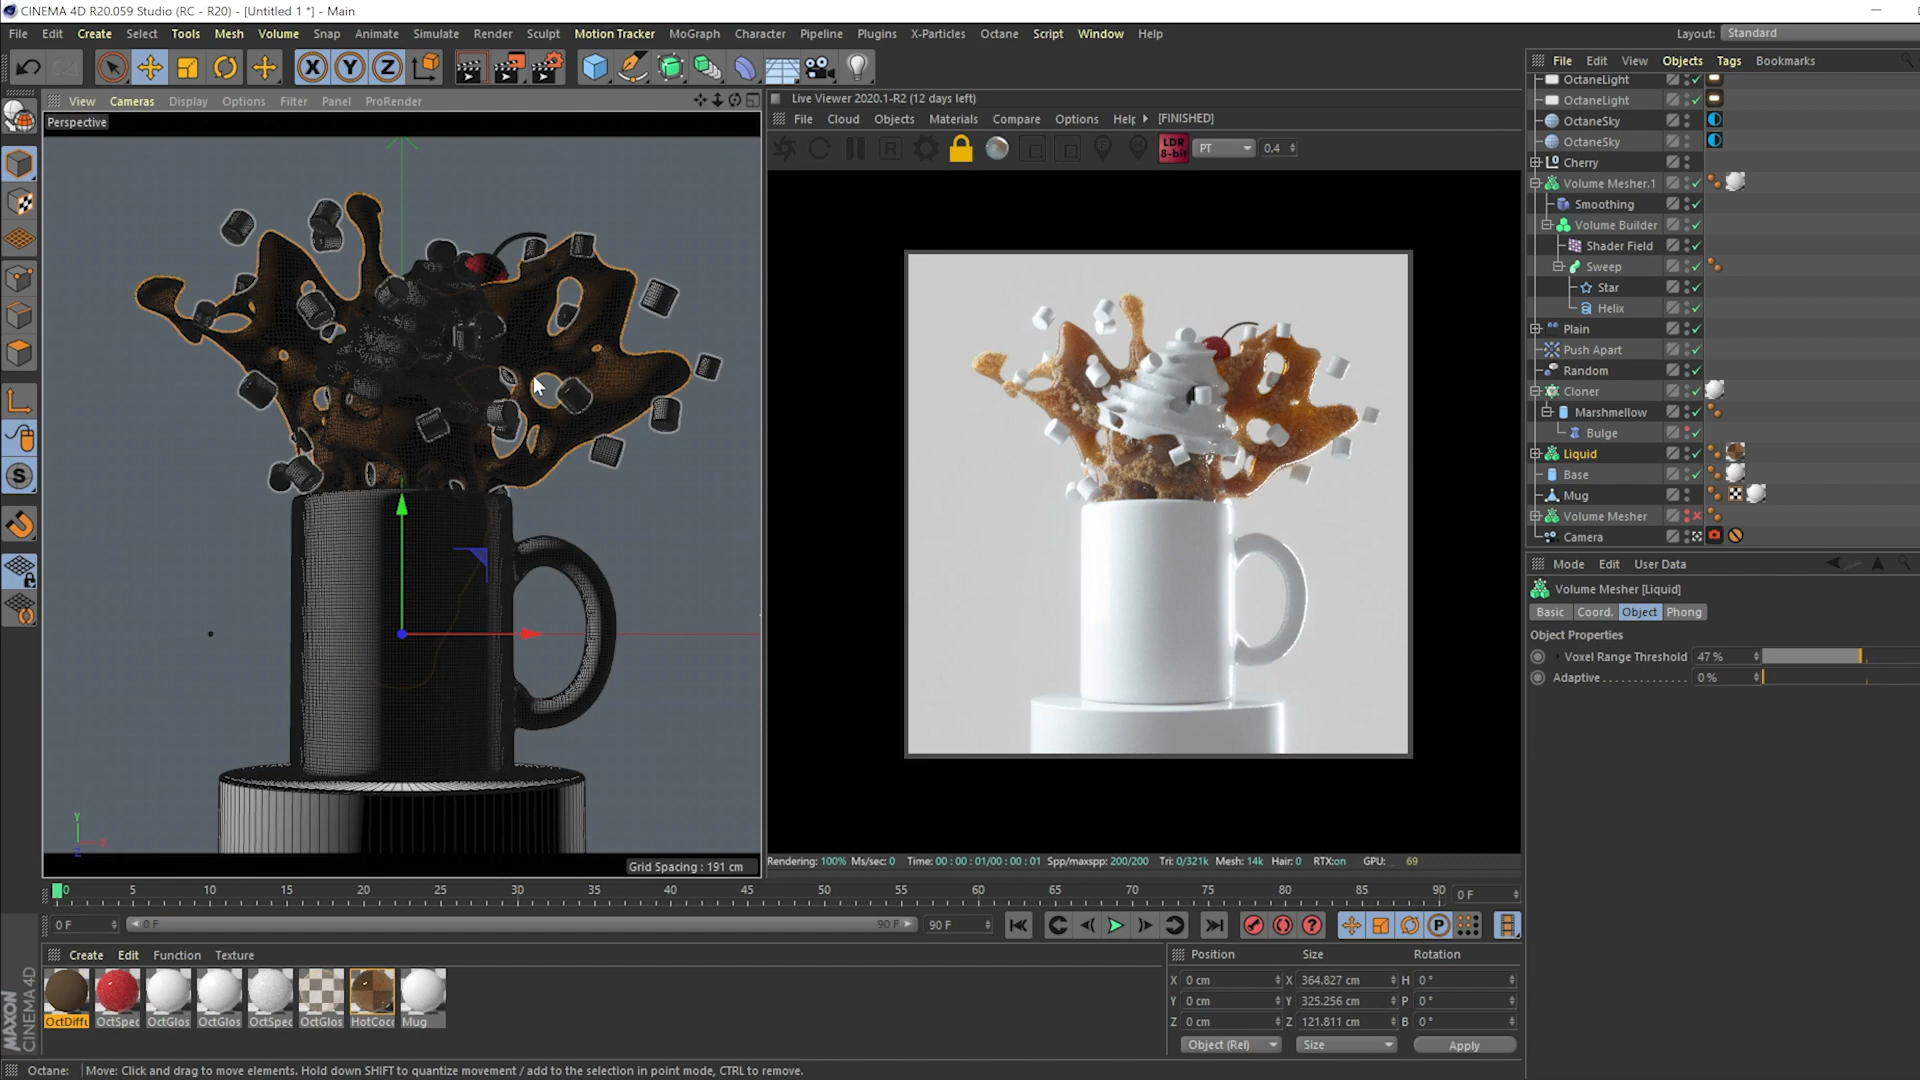 CINEMA 4D R20.059 Studio (RC - R20) - [Untitled 1 *] - Main
File Edit Create Select Tools Mesh Volume Snap Animate Simulate Render Sculpt Motion Tracker MoGraph Character Pipeline Plugins X-Particles Octane Script Window Help
Layout: Standard
X Y Z
View Cameras Display Options Filter Panel ProRender
Perspective
Grid Spacing : 191 cm
Live Viewer 2020.1-R2 (12 days left)
File Cloud Objects Materials Compare Options Help [FINISHED]
R LDR 8-bit PT 0.4
Rendering: 100% Ms/sec: 0 Time: 00 : 00 : 01/00 : 00 : 01 Spp/maxspp: 200/200 Tri: 0/321k Mesh: 14k Hair: 0 RTX:on GPU: 69
File Edit View Objects Tags Bookmarks
OctaneLight
OctaneLight
OctaneSky
OctaneSky
Cherry
Volume Mesher.1
Smoothing
Volume Builder
Shader Field
Sweep
Star
Helix
Plain
Push Apart
Random
Cloner
Marshmellow
Bulge
Liquid
Base
Mug
Volume Mesher
Camera
Mode Edit User Data
Volume Mesher [Liquid]
Basic Coord. Object Phong
Object Properties
Voxel Range Threshold 47 %
Adaptive 0 %
0 5 10 15 20 25 30 35 40 45 50 55 60 65 70 75 80 85 90 0 F
0 F 0 F 90 F 90 F
Create Edit Function Texture
OctDiffu OctSpec OctGlos OctGlos OctSpec OctGlos HotCoco Mug
Position Size Rotation
X 0 cm X 364.827 cm H 0 °
Y 0 cm Y 325.256 cm P 0 °
Z 0 cm Z 121.811 cm B 0 °
Object (Rel) Size Apply
MAXON CINEMA 4D
Octane: Move: Click and drag to move elements. Hold down SHIFT to quantize movement / add to the selection in point mode, CTRL to remove.